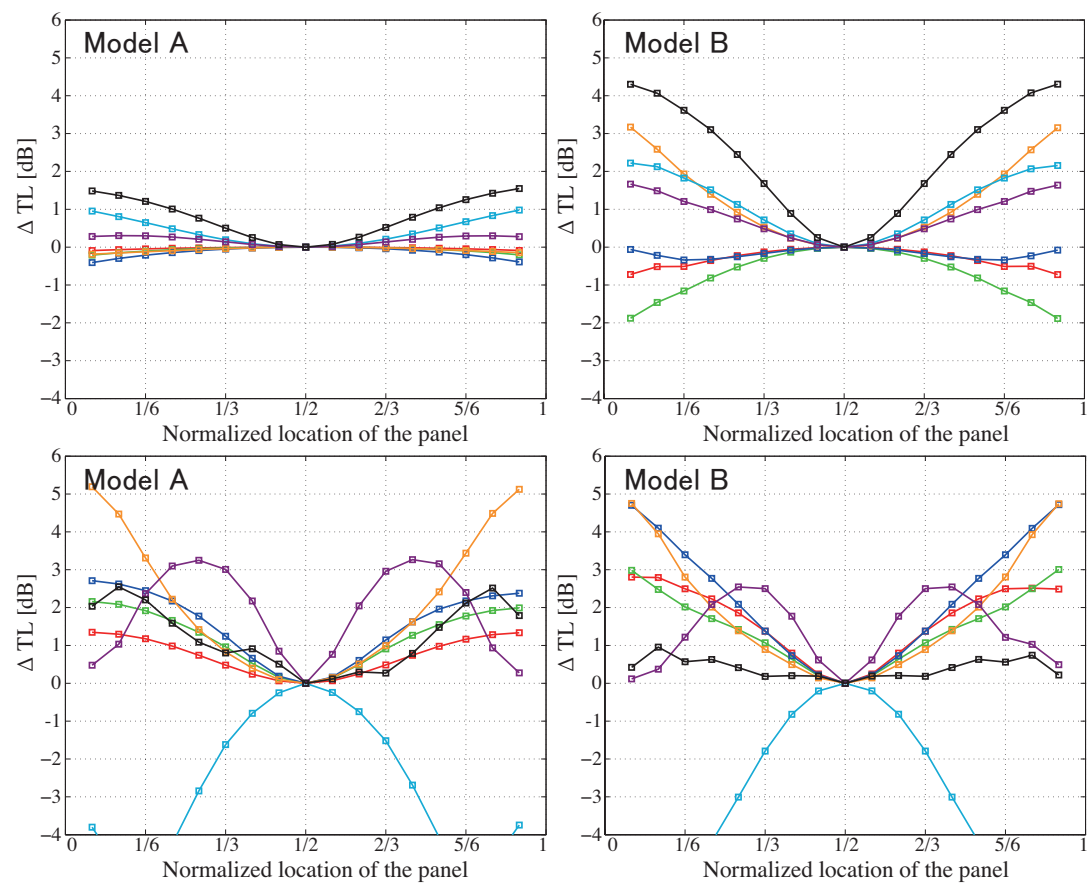 6
5
4
3
2
1
0
−1
−2
−3
−4
Δ TL [dB]
Model A
0 1/6 1/3 1/2 2/3 5/6 1
Normalized location of the panel
6
5
4
3
2
1
0
−1
−2
−3
−4
Δ TL [dB]
Model B
0 1/6 1/3 1/2 2/3 5/6 1
Normalized location of the panel
6
5
4
3
2
1
0
−1
−2
−3
−4
Δ TL [dB]
Model A
0 1/6 1/3 1/2 2/3 5/6 1
Normalized location of the panel
6
5
4
3
2
1
0
−1
−2
−3
−4
Δ TL [dB]
Model B
0 1/6 1/3 1/2 2/3 5/6 1
Normalized location of the panel